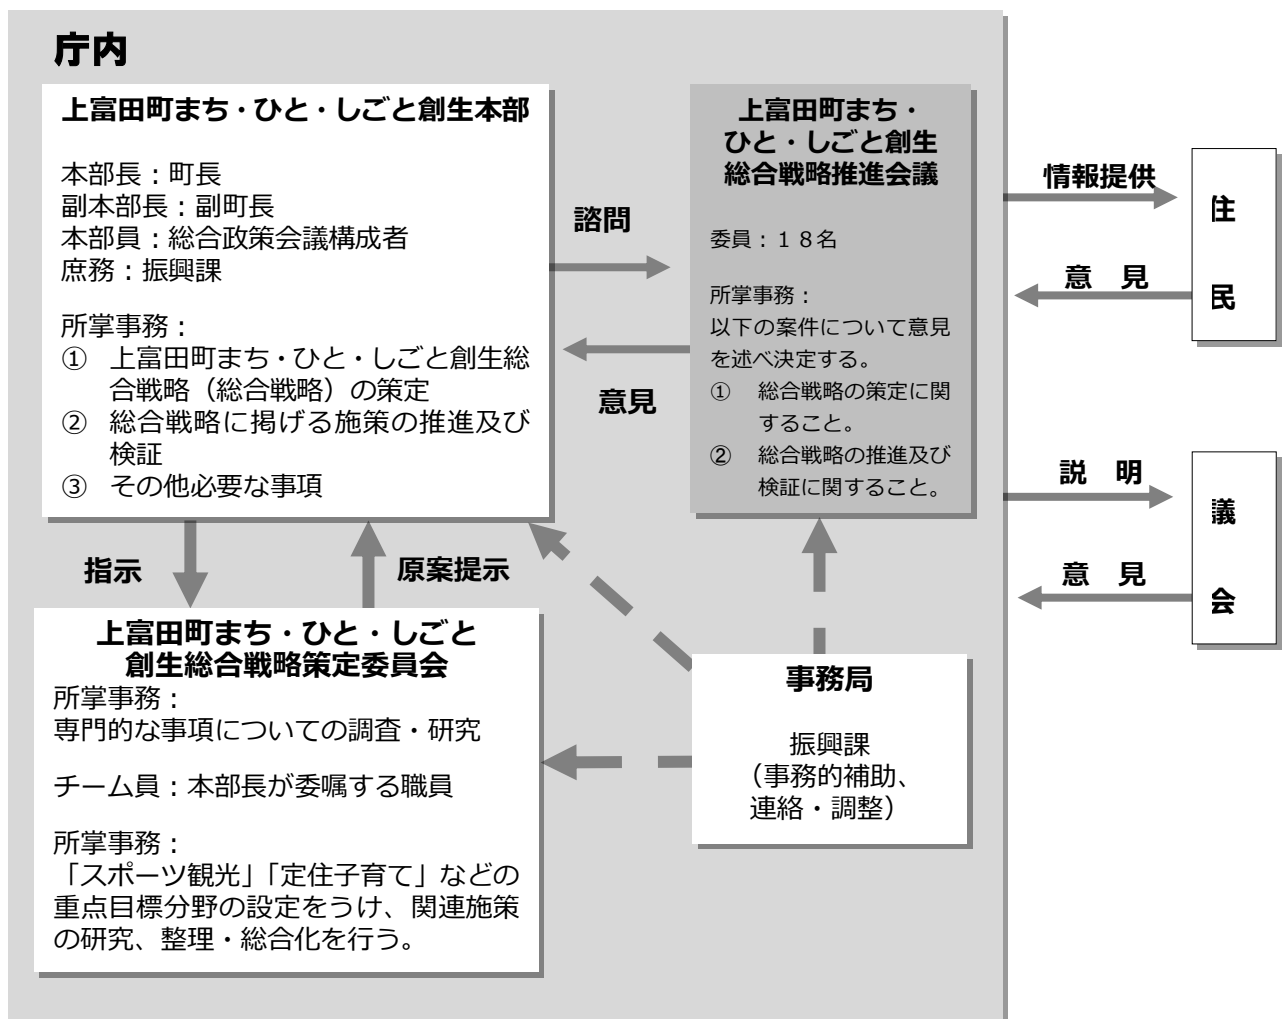 庁内
上富田町まち・ひと・しごと創生本部
本部長：町長
副本部長：副町長
本部員：総合政策会議構成者
庶務：振興課
所掌事務：
① 上富田町まち・ひと・しごと創生総
合戦略（総合戦略）の策定
② 総合戦略に掲げる施策の推進及び
検証
③ その他必要な事項
諮問
意見
上富田町まち・
ひと・しごと創生
総合戦略推進会議
委員：１８名
所掌事務：
以下の案件について意見
を述べ決定する。
① 総合戦略の策定に関
すること。
② 総合戦略の推進及び
検証に関すること。
情報提供
意　見
住
民
説　明
意　見
議
会
指示
原案提示
上富田町まち・ひと・しごと
創生総合戦略策定委員会
所掌事務：
専門的な事項についての調査・研究
チーム員：本部長が委嘱する職員
所掌事務：
「スポーツ観光」「定住子育て」などの
重点目標分野の設定をうけ、関連施策
の研究、整理・総合化を行う。
事務局
振興課
（事務的補助、
連絡・調整）